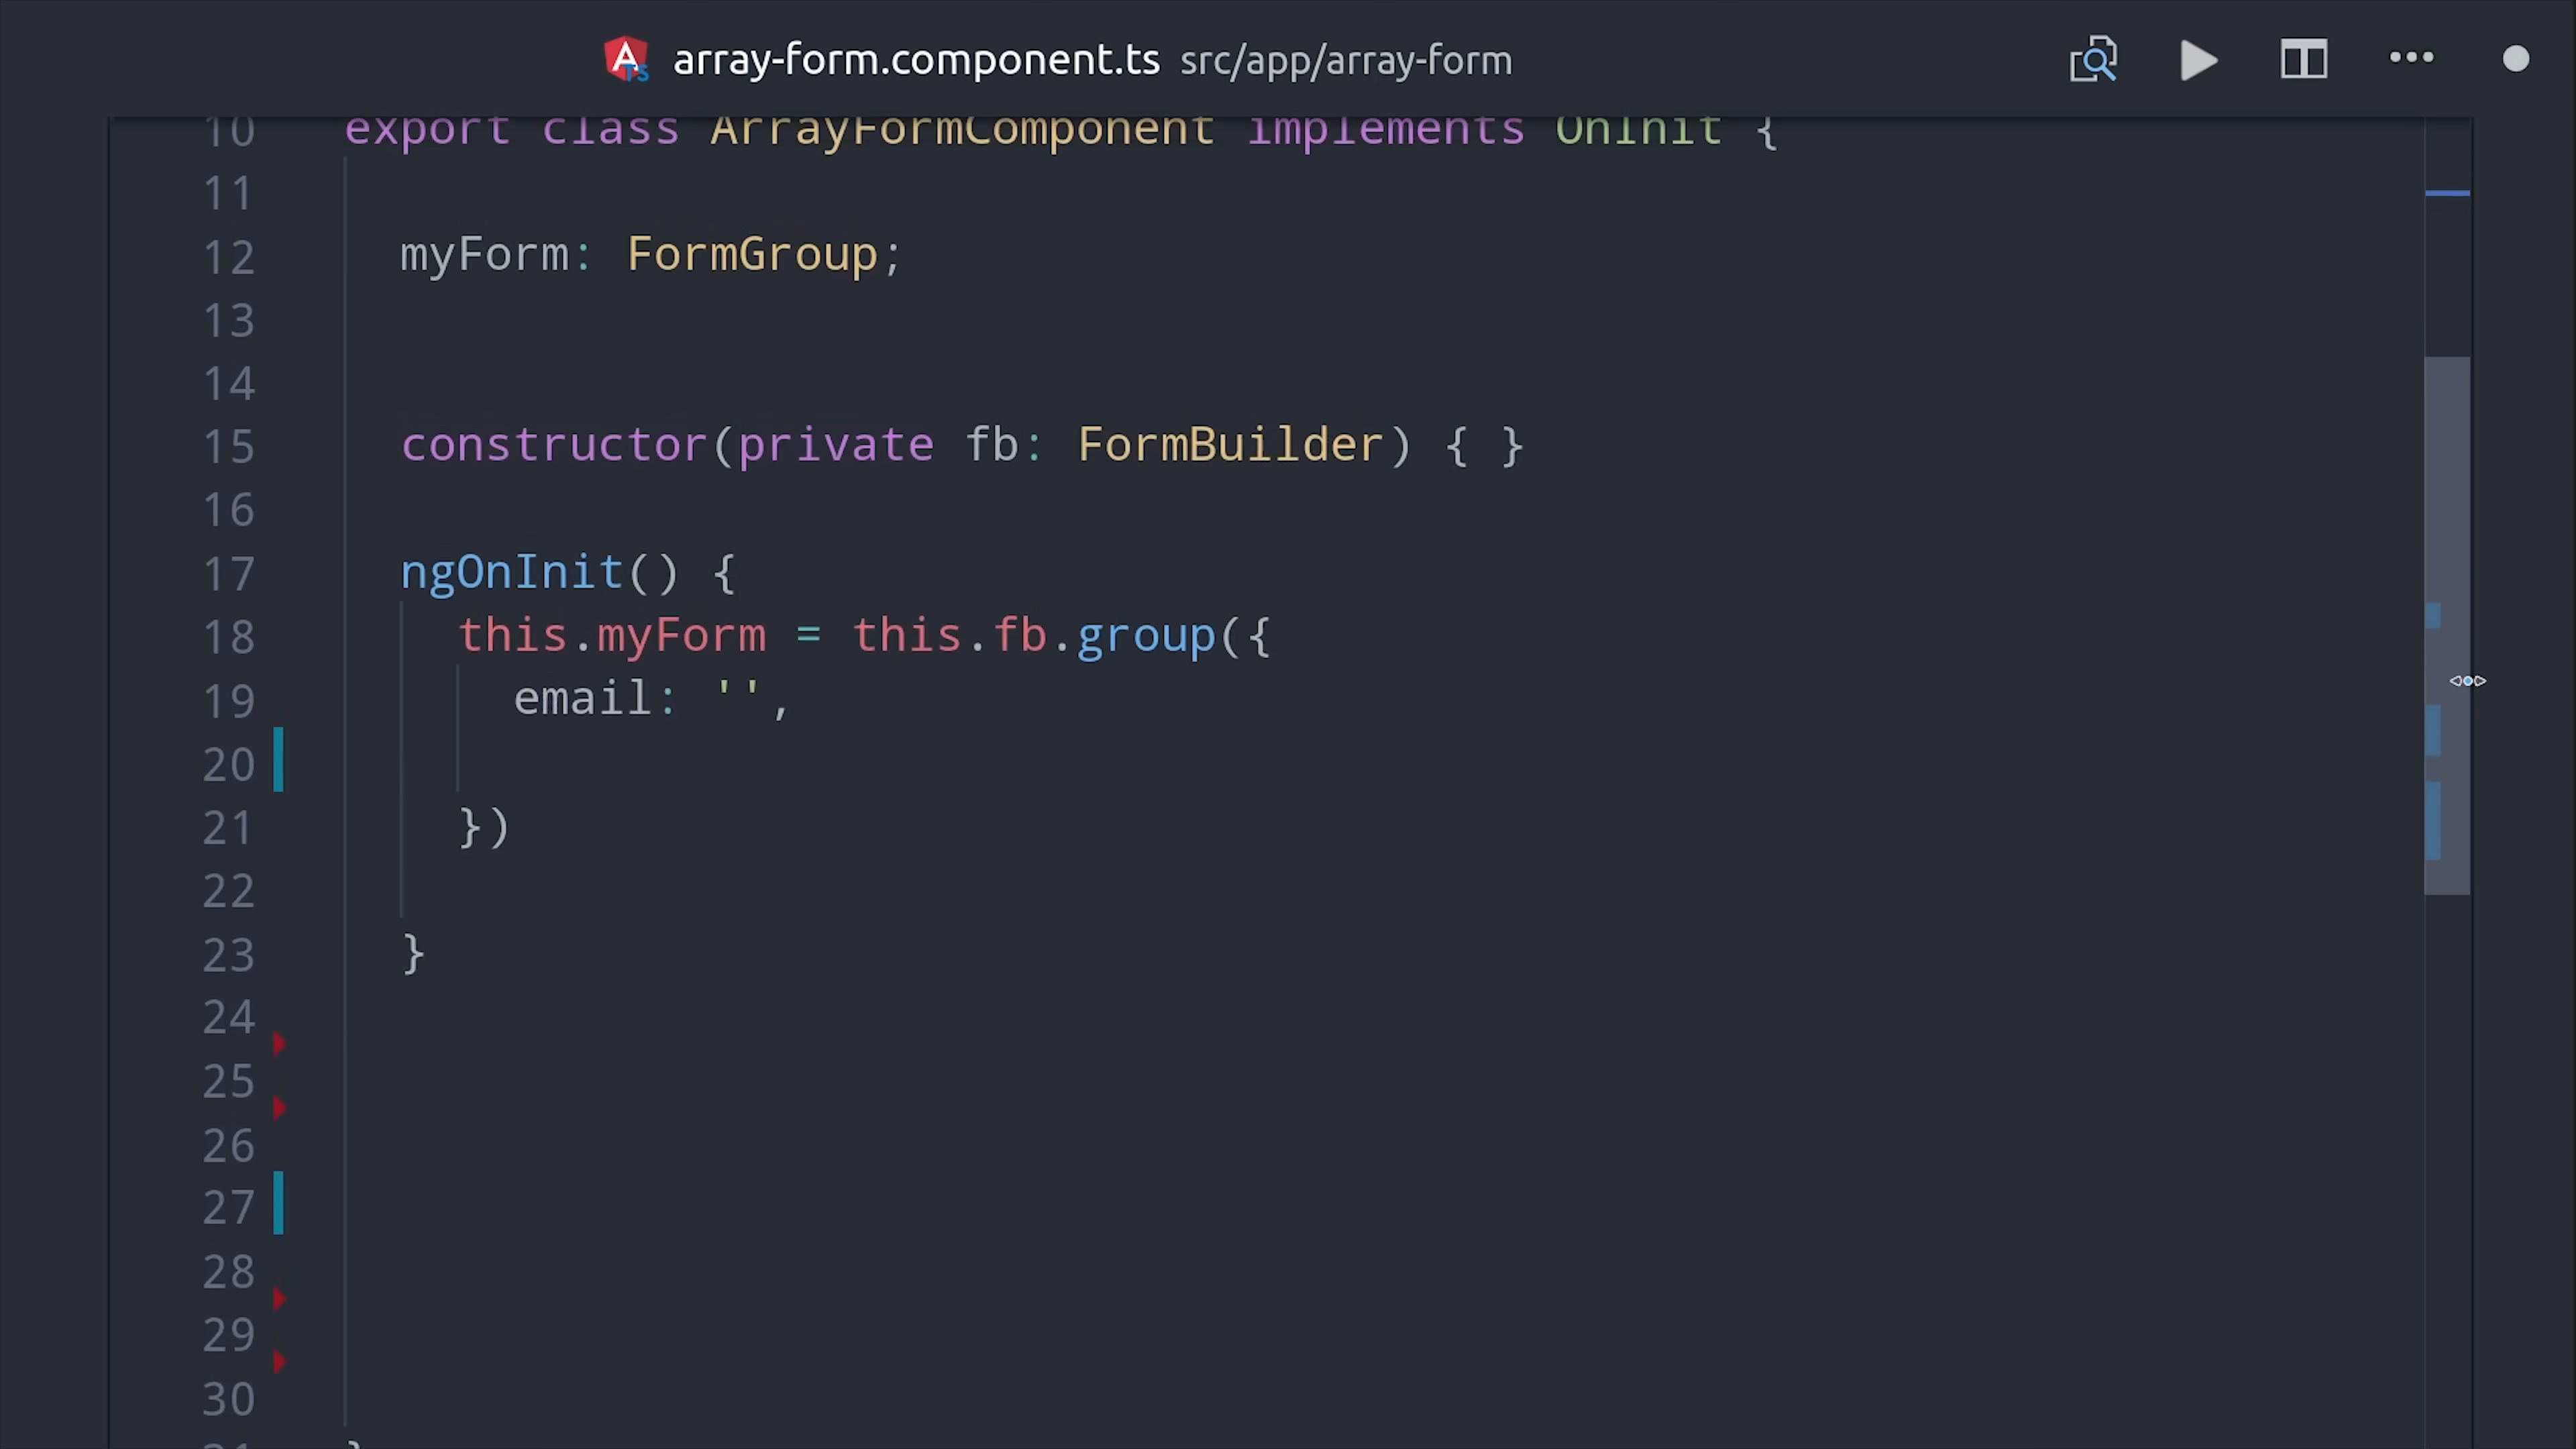 array-form.component.ts src/app/array-form
10 export class ArrayFormComponent implements OnInit {
11
12 myForm: FormGroup;
13
14
15 constructor(private fb: FormBuilder) { }
16
17 ngOnInit() {
18 this.myForm = this.fb.group({
19 email: '',
20
21 })
22
23 }
24
25
26
27
28
29
30